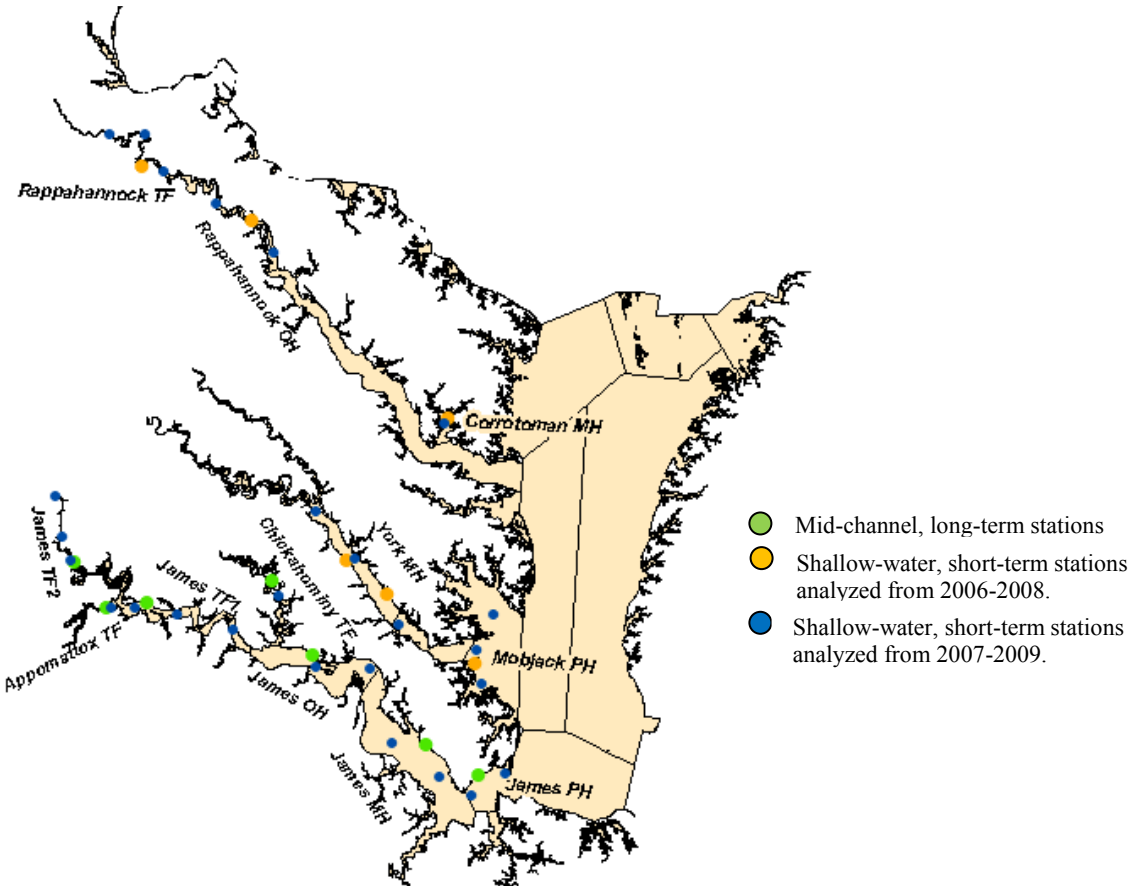 Rappahannock TF
Rappahannock OH
Corrotoman MH
James TF2
Chickahominy TF
York MH
James TF1
Appomattox TF
Mobjack PH
James OH
James MH
James PH
Mid-channel, long-term stations
Shallow-water, short-term stations
analyzed from 2006-2008.
Shallow-water, short-term stations
analyzed from 2007-2009.